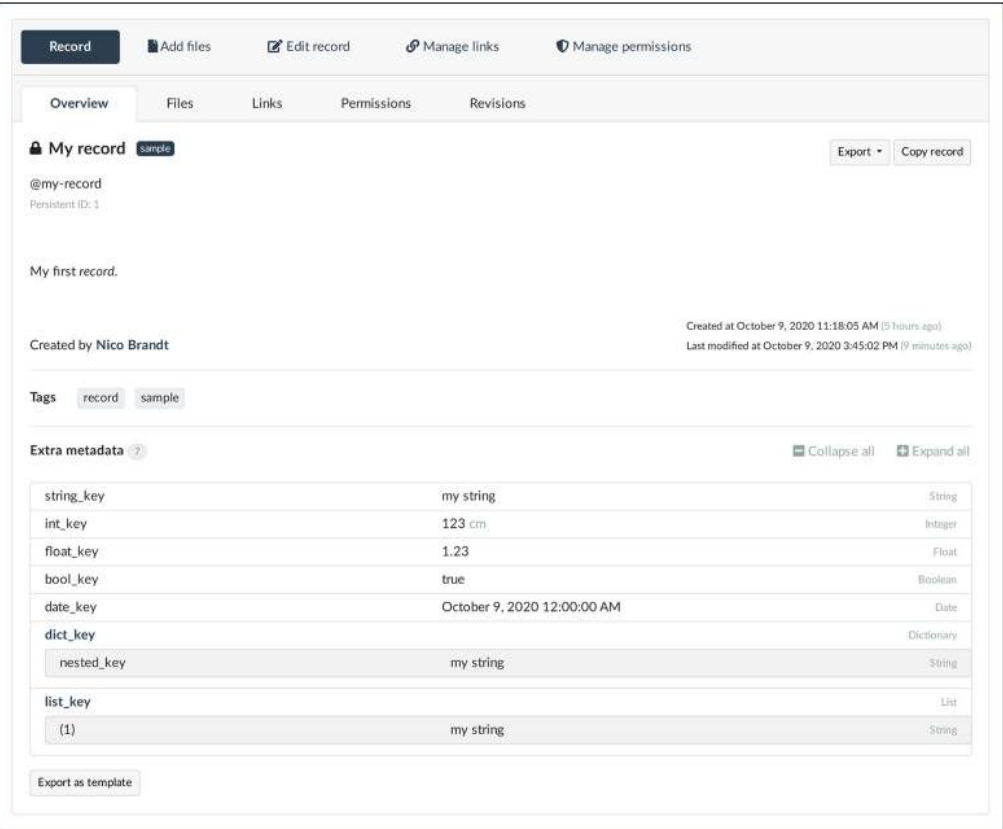 Record Add files Edit record Manage links Manage permissions
Overview Files Links Permissions Revisions
My record sample Export Copy record
@my-record
Persistent ID: 1
My first record.
Created at October 9, 2020 11:18:05 AM (5 hours ago)
Created by Nico Brandt Last modified at October 9, 2020 3:45:02 PM (9 minutes ago)
Tags record sample
Extra metadata 7 Collapse all Expand all
string_key my string String
int_key 123 cm Integer
float_key 1.23 Float
bool_key true Boolean
date_key October 9, 2020 12:00:00 AM Date
dict_key Dictionary
nested_key my string String
list_key List
(1) my string String
Export as template